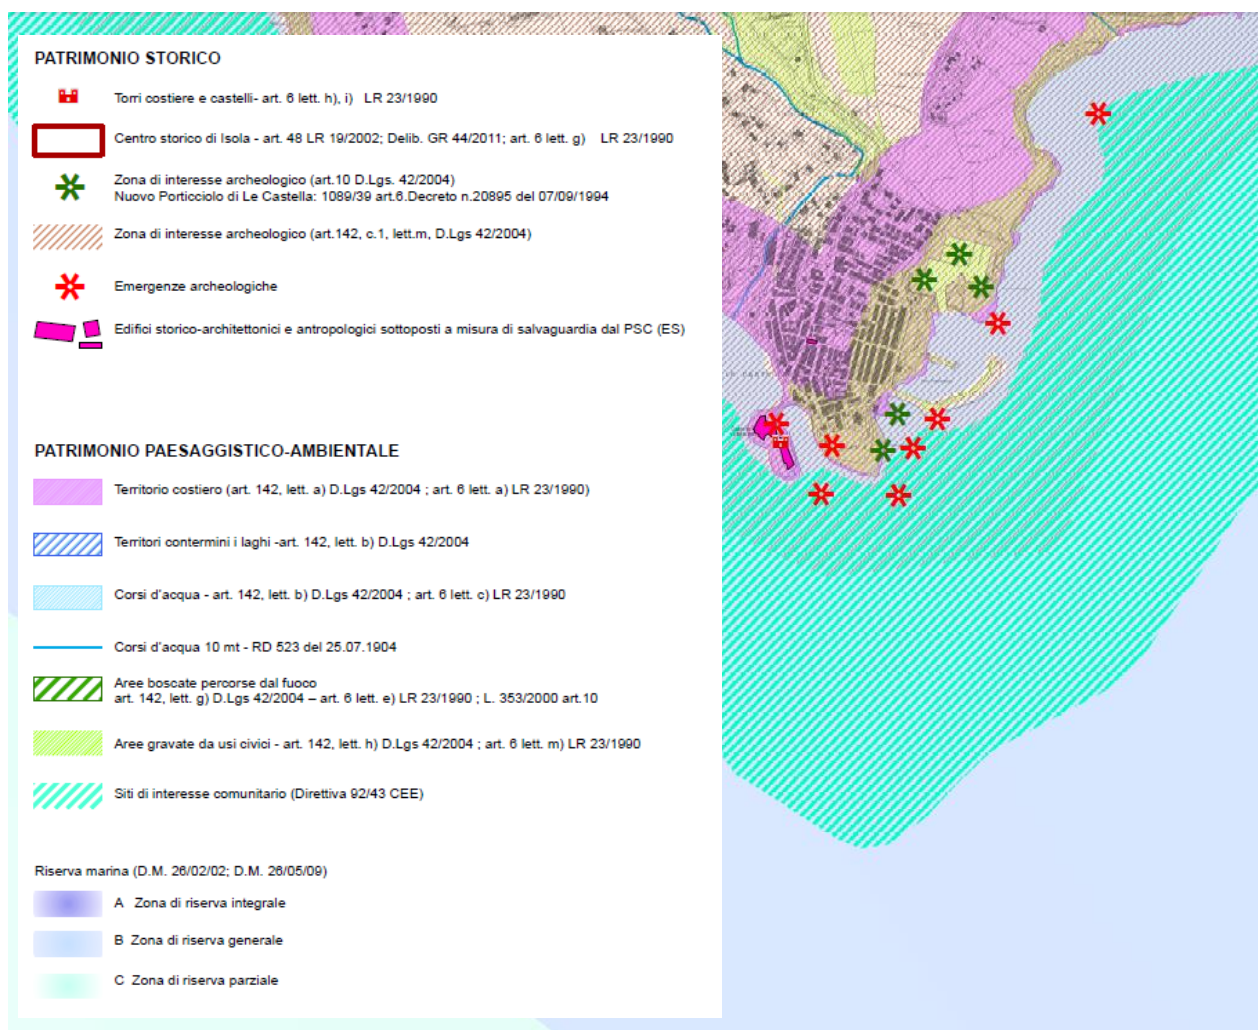 PATRIMONIO STORICO
Torri costiere e castelli- art. 6 lett. h), i) LR 23/1990
Centro storico di Isola - art. 48 LR 19/2002; Delib. GR 44/2011; art. 6 lett. g) LR 23/1990
Zona di interesse archeologico (art.10 D.Lgs. 42/2004)
Nuovo Porticciolo di Le Castella: 1089/39 art.6.Decreto n.20895 del 07/09/1994
Zona di interesse archeologico (art.142, c.1, lett.m, D.Lgs 42/2004)
Emergenze archeologiche
Edifici storico-architettonici e antropologici sottoposti a misura di salvaguardia dal PSC (ES)
PATRIMONIO PAESAGGISTICO-AMBIENTALE
Territorio costiero (art. 142, lett. a) D.Lgs 42/2004 ; art. 6 lett. a) LR 23/1990)
Territori contermini i laghi -art. 142, lett. b) D.Lgs 42/2004
Corsi d'acqua - art. 142, lett. b) D.Lgs 42/2004 ; art. 6 lett. c) LR 23/1990
Corsi d'acqua 10 mt - RD 523 del 25.07.1904
Aree boscate percorse dal fuoco
art. 142, lett. g) D.Lgs 42/2004 – art. 6 lett. e) LR 23/1990 ; L. 353/2000 art.10
Aree gravate da usi civici - art. 142, lett. h) D.Lgs 42/2004 ; art. 6 lett. m) LR 23/1990
Siti di interesse comunitario (Direttiva 92/43 CEE)
Riserva marina (D.M. 26/02/02; D.M. 26/05/09)
A Zona di riserva integrale
B Zona di riserva generale
C Zona di riserva parziale